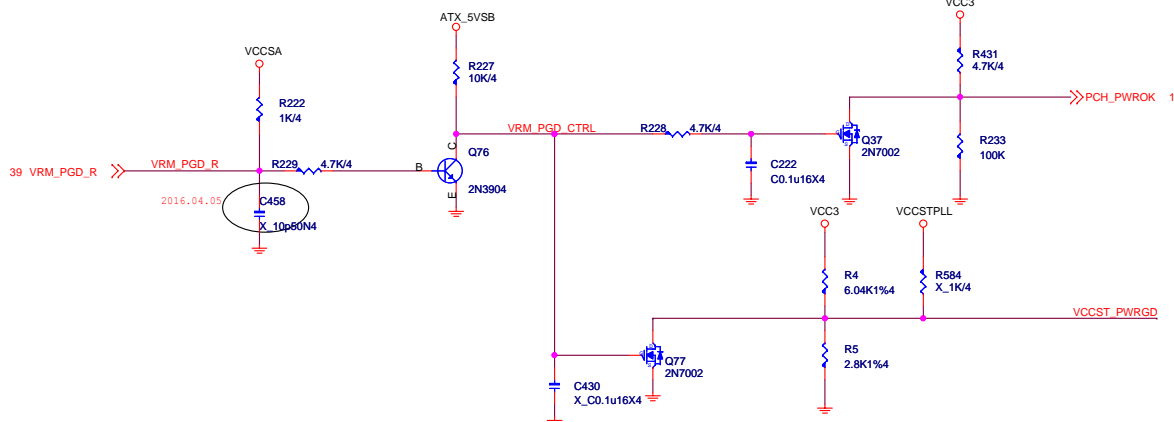 VCC3
ATX_5VSB
VCCSA
R431
4.7K/4
R227
10K/4
R222
1K/4
PCH_PWROK 1
VRM_PGD_CTRL
R228
4.7K/4
Q37
2N7002
R233
100K
C
Q76
B
2N3904
E
39 VRM_PGD_R
VRM_PGD_R
R229
4.7K/4
C222
C0.1u16X4
2016.04.05
C458
X_10p50N4
VCC3
VCCSTPLL
R4
6.04K1%4
R584
X_1K/4
VCCST_PWRGD
Q77
2N7002
R5
2.8K1%4
C430
X_C0.1u16X4